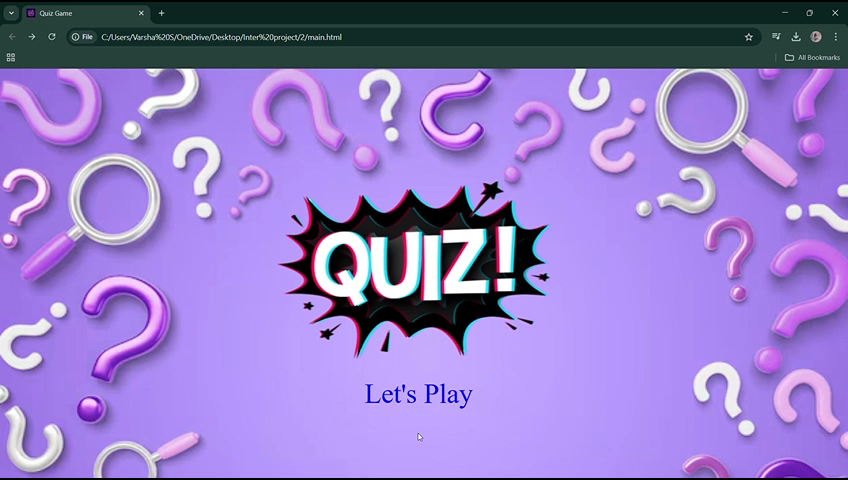 Quiz Game
File
C:/Users/Varsha%20S/OneDrive/Desktop/Inter%20project/2/main.html
All Bookmarks
QUIZ!
Let's Play